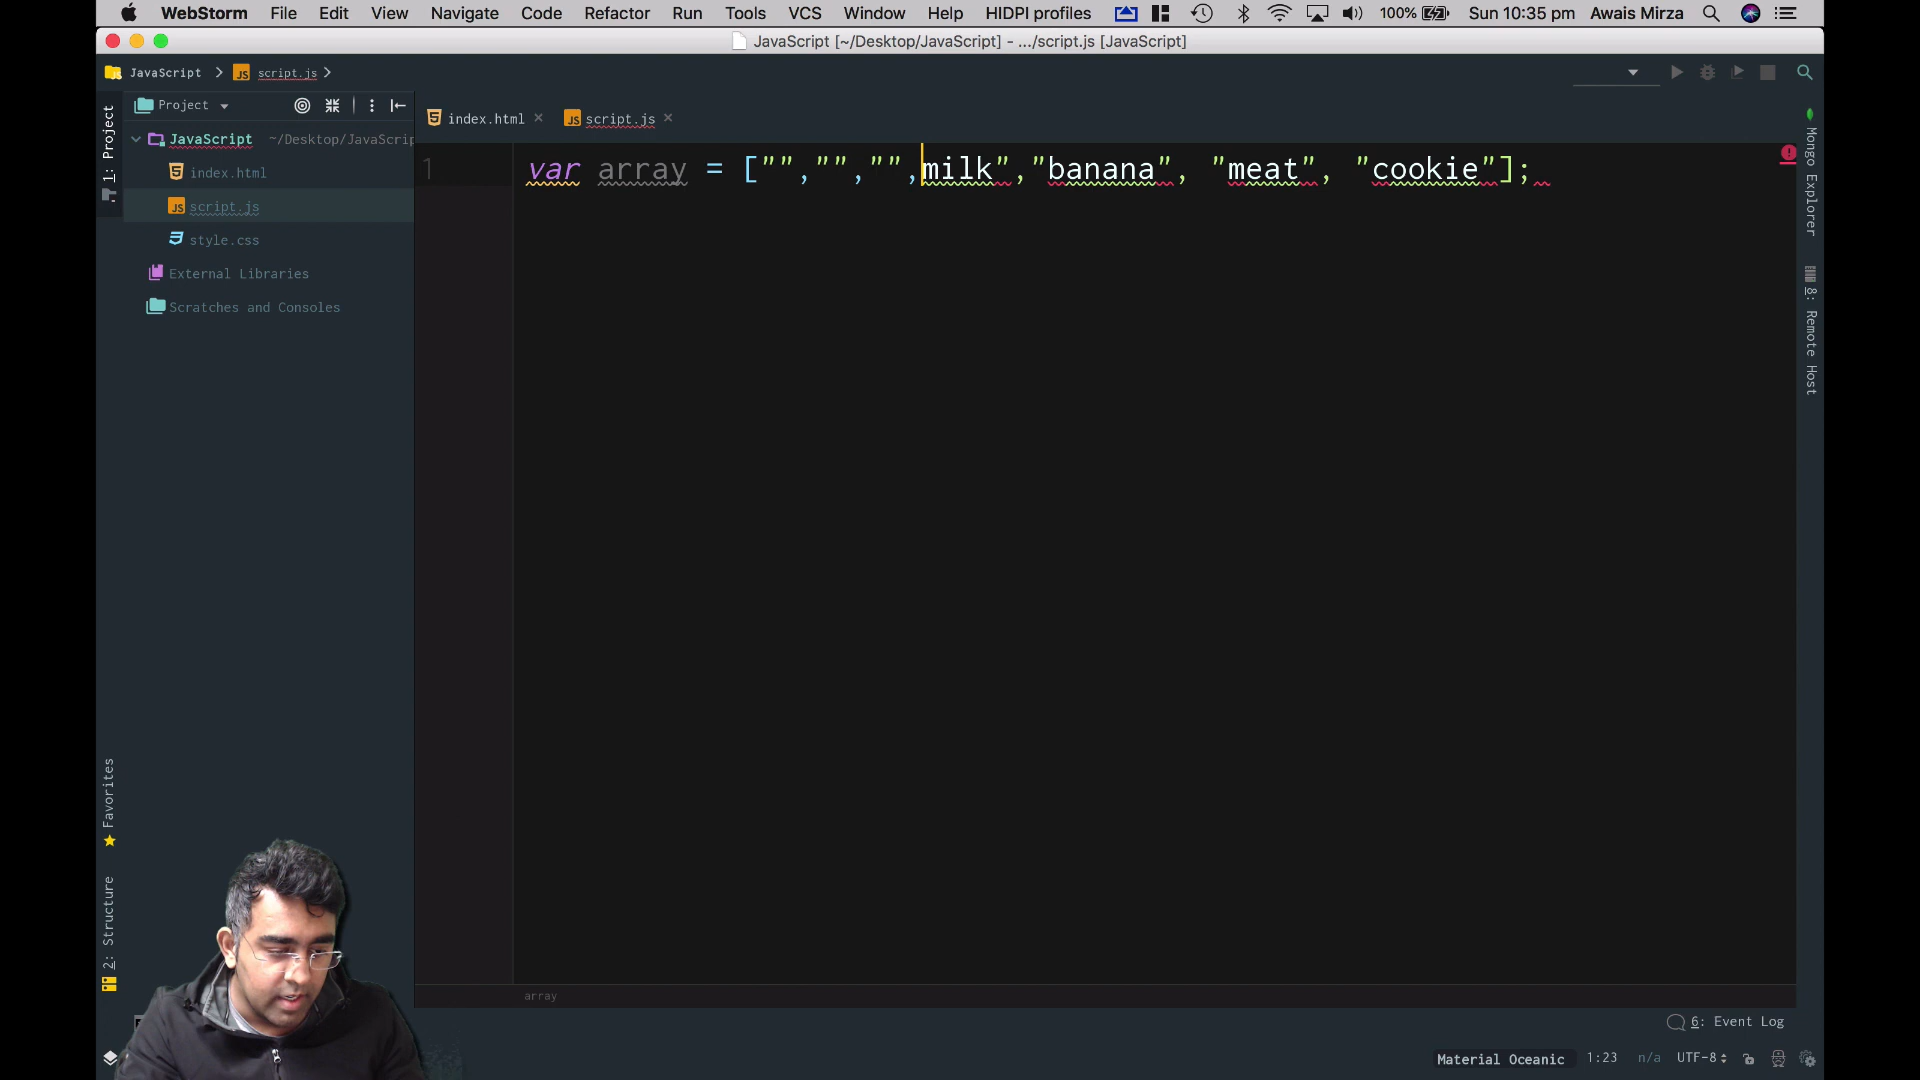 WebStorm File Edit View Navigate Code Refactor Run Tools VCS Window Help HIDPI profiles 100% Sun 10:35 pm Awais Mirza
JavaScript [~/Desktop/JavaScript] - .../script.js [JavaScript]
JavaScript script.js
Project
index.html script.js
JavaScript ~/Desktop/JavaScrip
index.html
script.js
style.css
External Libraries
Scratches and Consoles
1 var array = ["","","",milk","banana", "meat", "cookie"];
1: Project
Favorites
2: Structure
Mongo Explorer
8: Remote Host
array
6: Event Log
Material Oceanic 1:23 n/a UTF-8